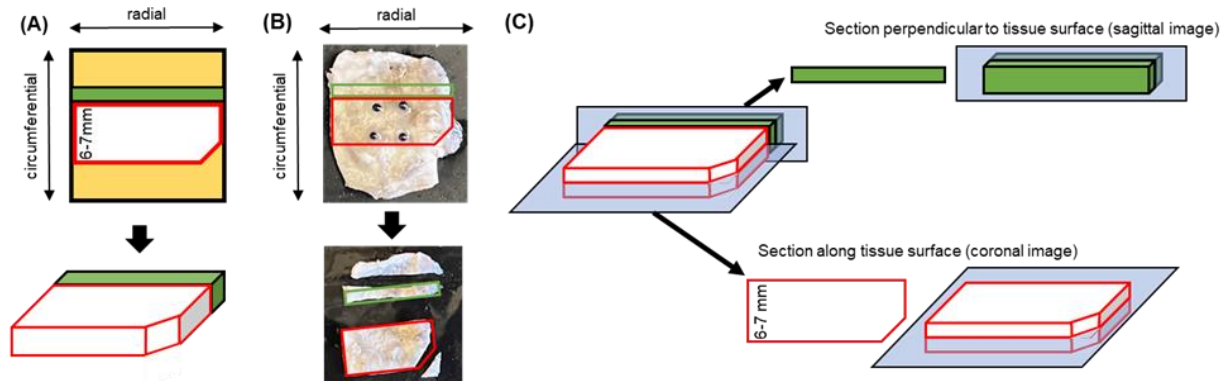 (A)
radial
circumferential
6-7mm
(B)
radial
circumferential
(C)
Section perpendicular to tissue surface (sagittal image)
Section along tissue surface (coronal image)
6-7 mm